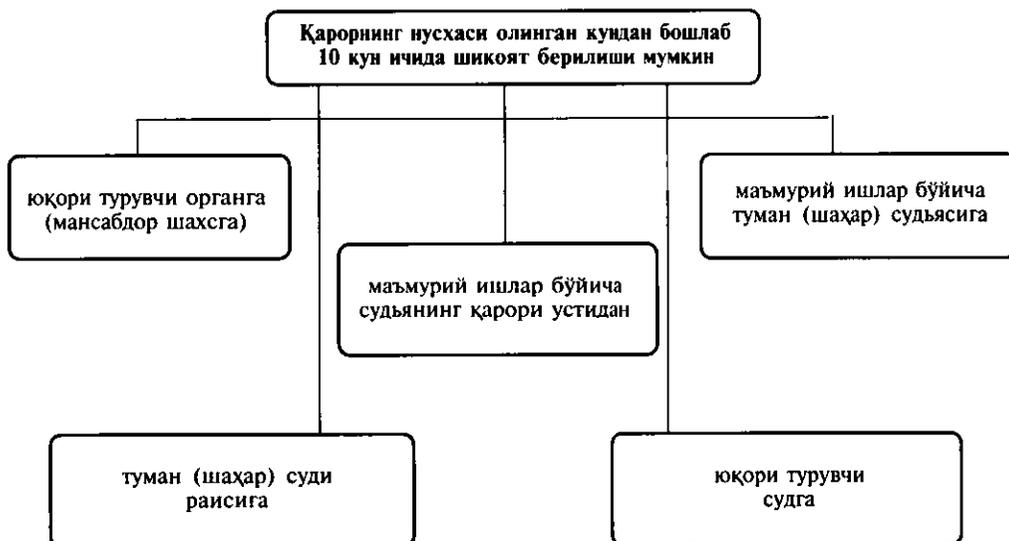 Қарорнинг нусхаси олинган кундан бошлаб
10 кун ичида шикоят берилиши мумкин
юқори турувчи органга
(мансабдор шахсга)
маъмурий ишлар бўйича
туман (шаҳар) судьясига
маъмурий ишлар бўйича
судьянинг қарори устидан
туман (шаҳар) суди
раисига
юқори турувчи
судга